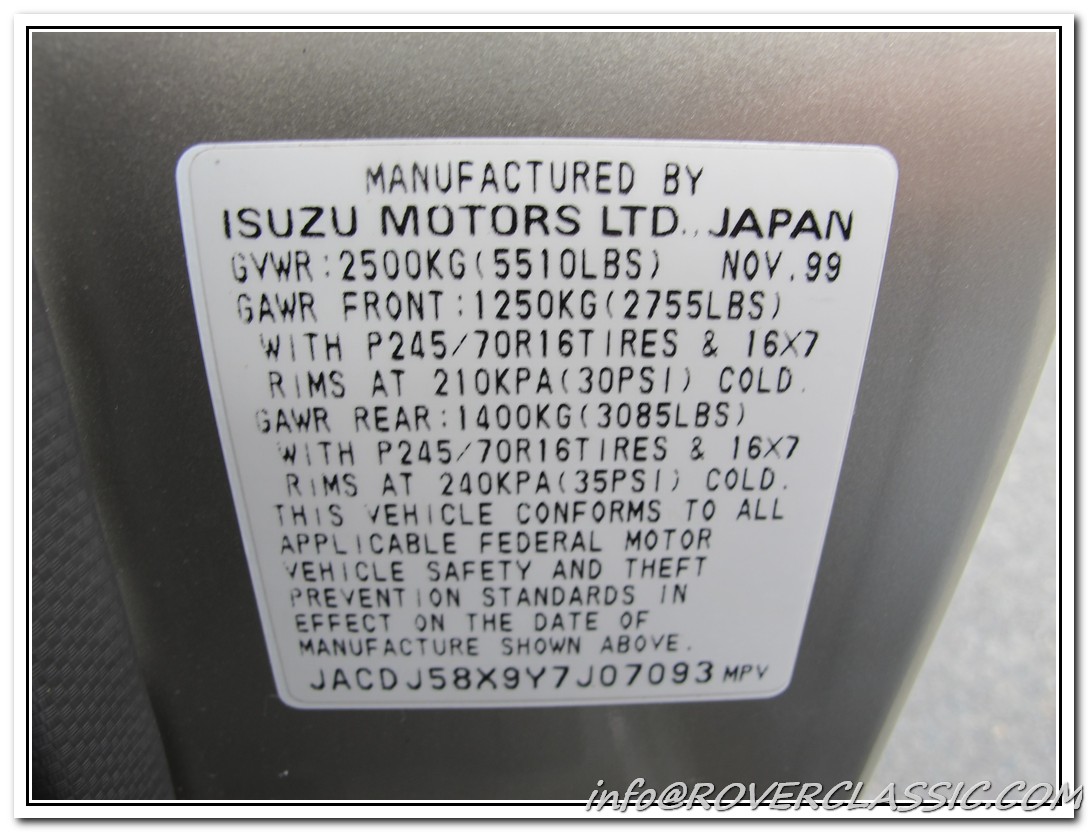 MANUFACTURED BY
ISUZU MOTORS LTD., JAPAN
GVWR:2500KG(5510LBS) NOV.99
GAWR FRONT:1250KG(2755LBS)
WITH P245/70R16TIRES & 16X7
RIMS AT 210KPA(30PSI) COLD.
GAWR REAR:1400KG(3085LBS)
WITH P245/70R16TIRES & 16X7
RIMS AT 240KPA(35PSI) COLD.
THIS VEHICLE CONFORMS TO ALL
APPLICABLE FEDERAL MOTOR
VEHICLE SAFETY AND THEFT
PREVENTION STANDARDS IN
EFFECT ON THE DATE OF
MANUFACTURE SHOWN ABOVE.
JACDJ58X9Y7J07093 MPV
info@ROVERCLASSIC.COM